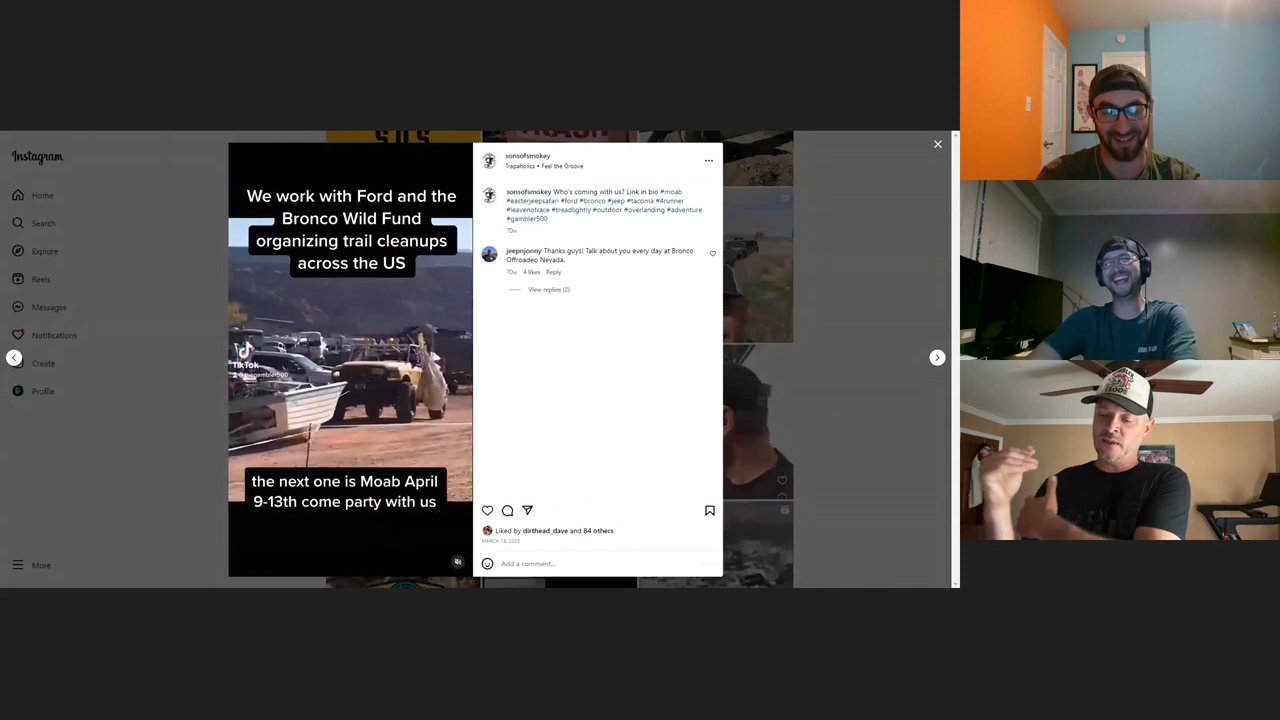 Instagram
Home
Search
Explore
Reels
Messages
Notifications
Create
Profile
More
We work with Ford and the
Bronco Wild Fund
organizing trail cleanups
across the US
TikTok
the next one is Moab April
9-13th come party with us
sonsofsmokey
Trapaholics • Feel the Groove
sonsofsmokey Who's coming with us? Link in bio #moab
#easterjeepsafari #ford #bronco #jeep #tacoma #4runner
#leavenotrace #treadlightly #outdoor #overlanding #adventure
#gambler500
70w
jeepnjonny Thanks guys! Talk about you every day at Bronco
Offroadeo Nevada.
70w 4 likes Reply
View replies (2)
Liked by dirthead_dave and 84 others
Add a comment...